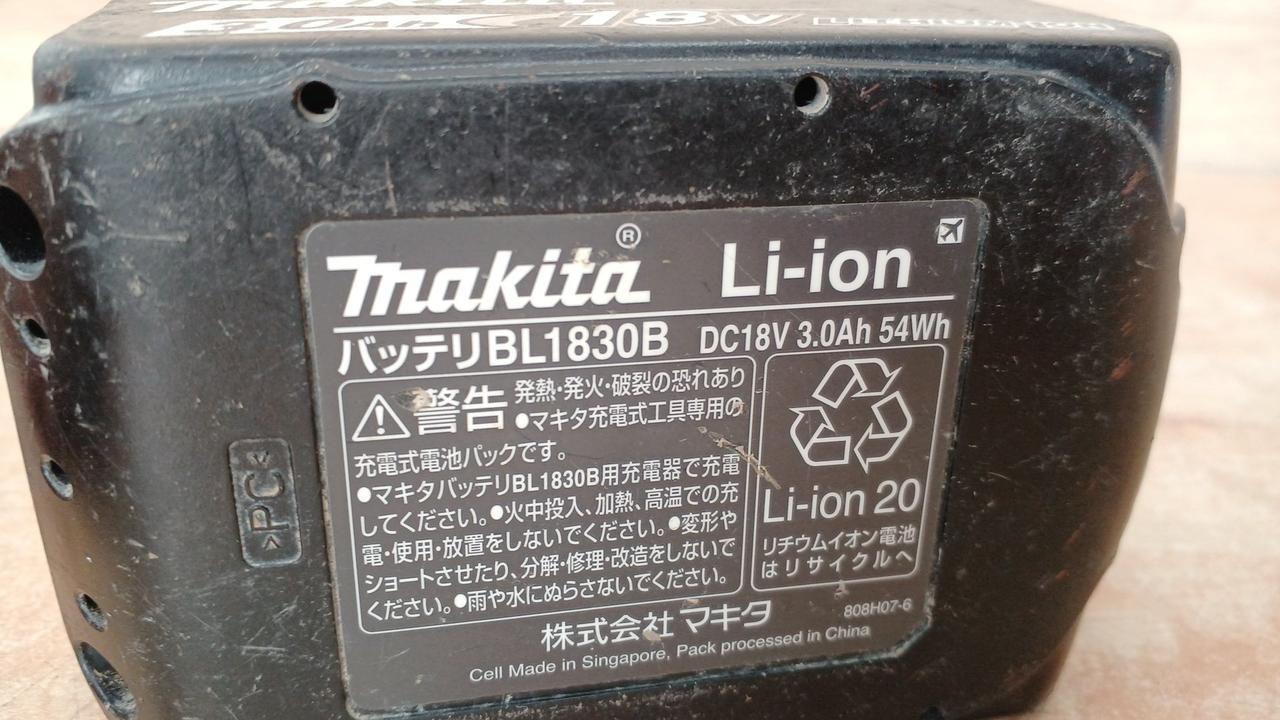 3.0Ah 18V LITHIUM-ION
makita® Li-ion
バッテリBL1830B DC18V 3.0Ah 54Wh
警告 発熱・発火・破裂の恐れあり
●マキタ充電式工具専用の
充電式電池パックです。
●マキタバッテリBL1830B用充電器で充電
してください。●火中投入、加熱、高温での充
電・使用・放置をしないでください。●変形や
ショートさせたり、分解・修理・改造をしないで
ください。●雨や水にぬらさないでください。
Li-ion 20
リチウムイオン電池
はリサイクルへ
株式会社マキタ 808H07-6
Cell Made in Singapore, Pack processed in China
>PC<